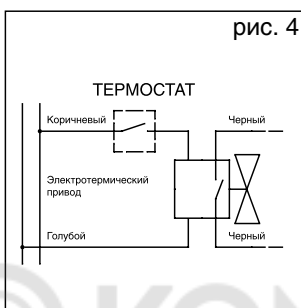 рис. 4
ТЕРМОСТАТ
Коричневый
Черный
Электротермический
привод
Голубой
Черный